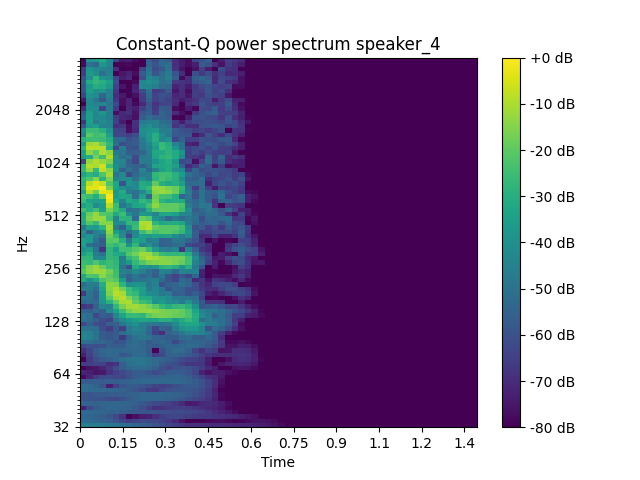 Constant-Q power spectrum speaker_4
+0 dB
-10 dB
-20 dB
-30 dB
-40 dB
-50 dB
-60 dB
-70 dB
-80 dB
2048
1024
512
256
128
64
32
Hz
0 0.15 0.3 0.45 0.6 0.75 0.9 1.1 1.2 1.4
Time